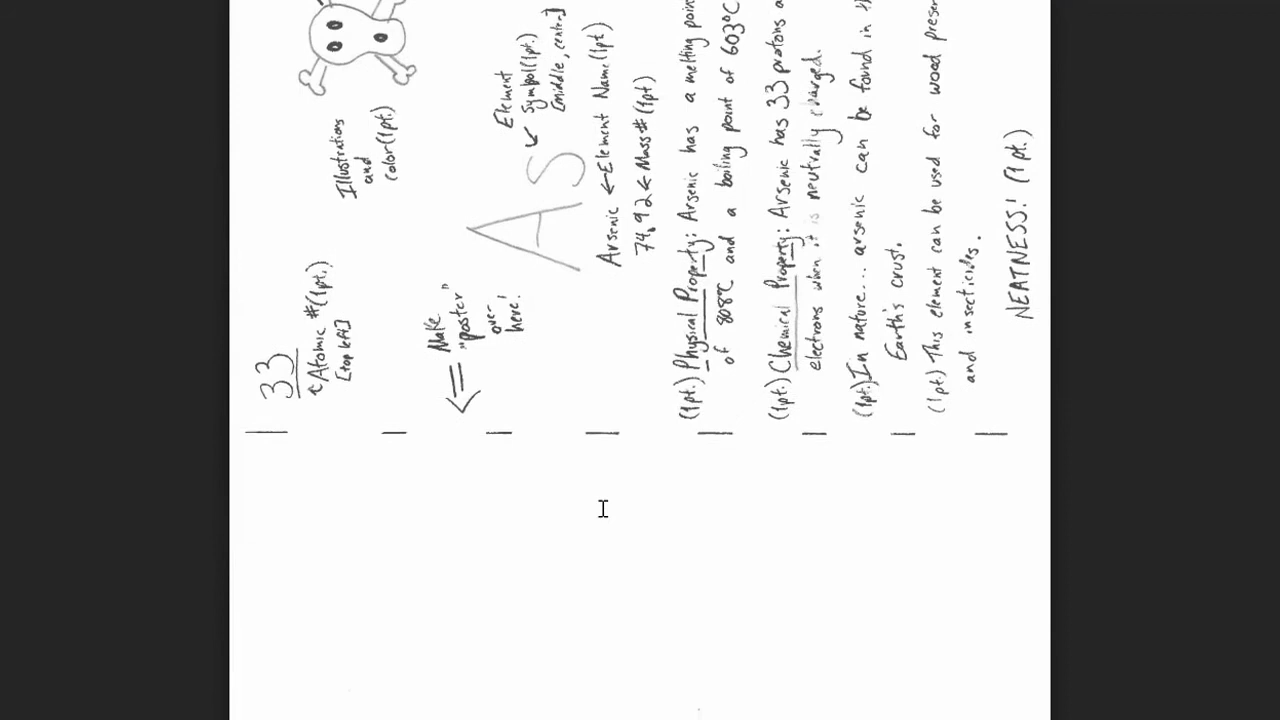 33
Atomic #(1pt.)
[top left]
Illustrations
and
color(1pt.)
Make
"poster"
over
here!
Element
Symbol(1pt.)
[middle, center]
As
Arsenic ← Element Name(1pt)
74.92 ← Mass# (1pt)
(1pt.) Physical Property: Arsenic has a melting poin
of 808°C and a boiling point of 603°C
(1pt.) Chemical Property: Arsenic has 33 protons a
electrons when it is neutrally charged.
(1pt.) In nature... arsenic can be found in th
Earth's crust.
(1pt.) This element can be used for wood preser
and insecticides.
NEATNESS! (1pt.)